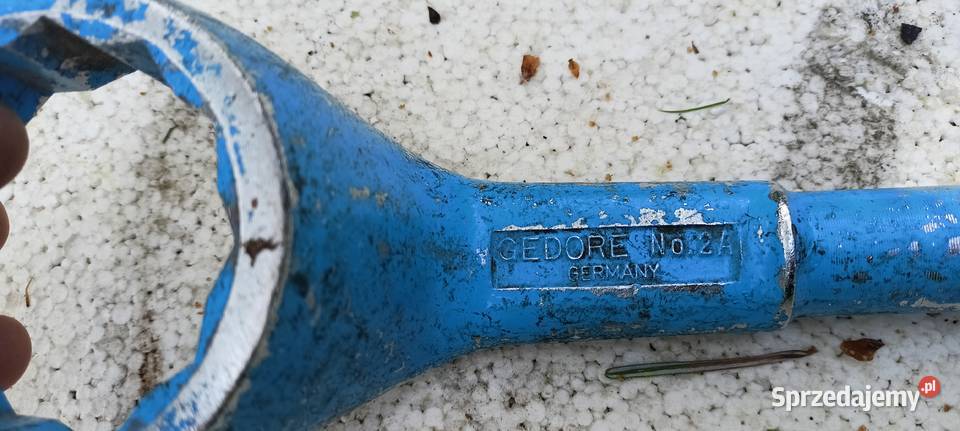 GEDORE No. 2A
GERMANY
Sprzedajemy.pl